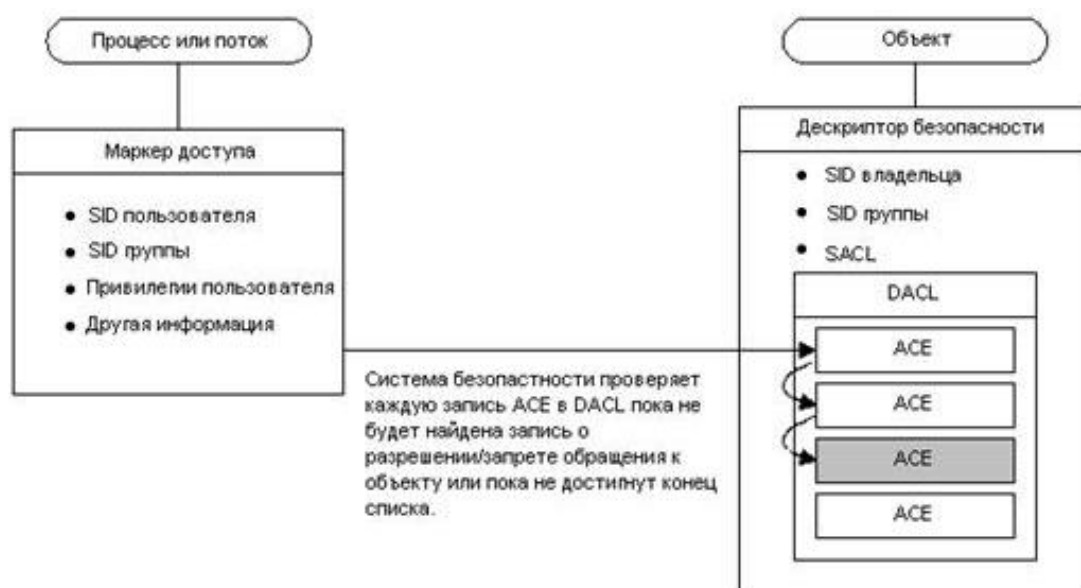 Процесс или поток
Маркер доступа
• SID пользователя
• SID группы
• Привилегии пользователя
• Другая информация
Система безопастности проверяет
каждую запись ACE в DACL пока не
будет найдена запись о
разрешении/запрете обращения к
объекту или пока не достигнут конец
списка.
Объект
Дескриптор безопасности
• SID владельца
• SID группы
• SACL
DACL
ACE
ACE
ACE
ACE